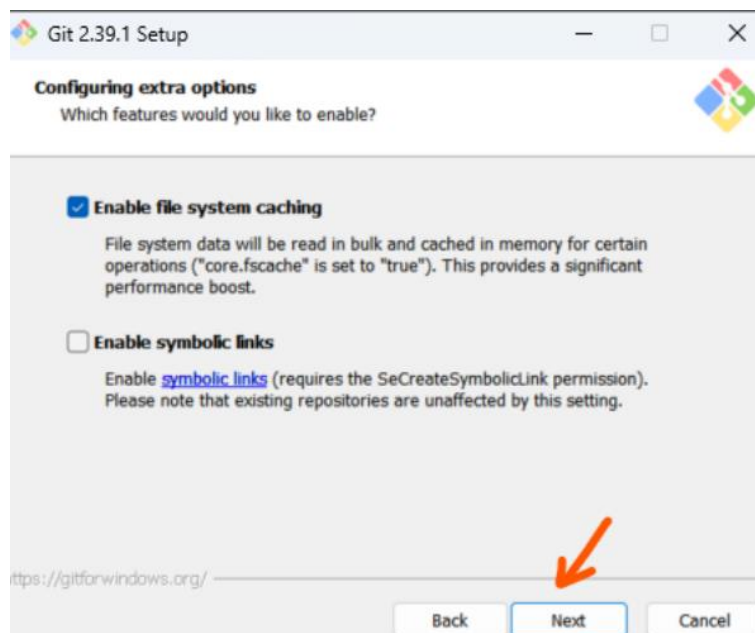 Git 2.39.1 Setup
Configuring extra options
Which features would you like to enable?
Enable file system caching
File system data will be read in bulk and cached in memory for certain
operations ("core.fscache" is set to "true"). This provides a significant
performance boost.
Enable symbolic links
Enable symbolic links (requires the SeCreateSymbolicLink permission).
Please note that existing repositories are unaffected by this setting.
ttps://gitforwindows.org/
Back Next Cancel